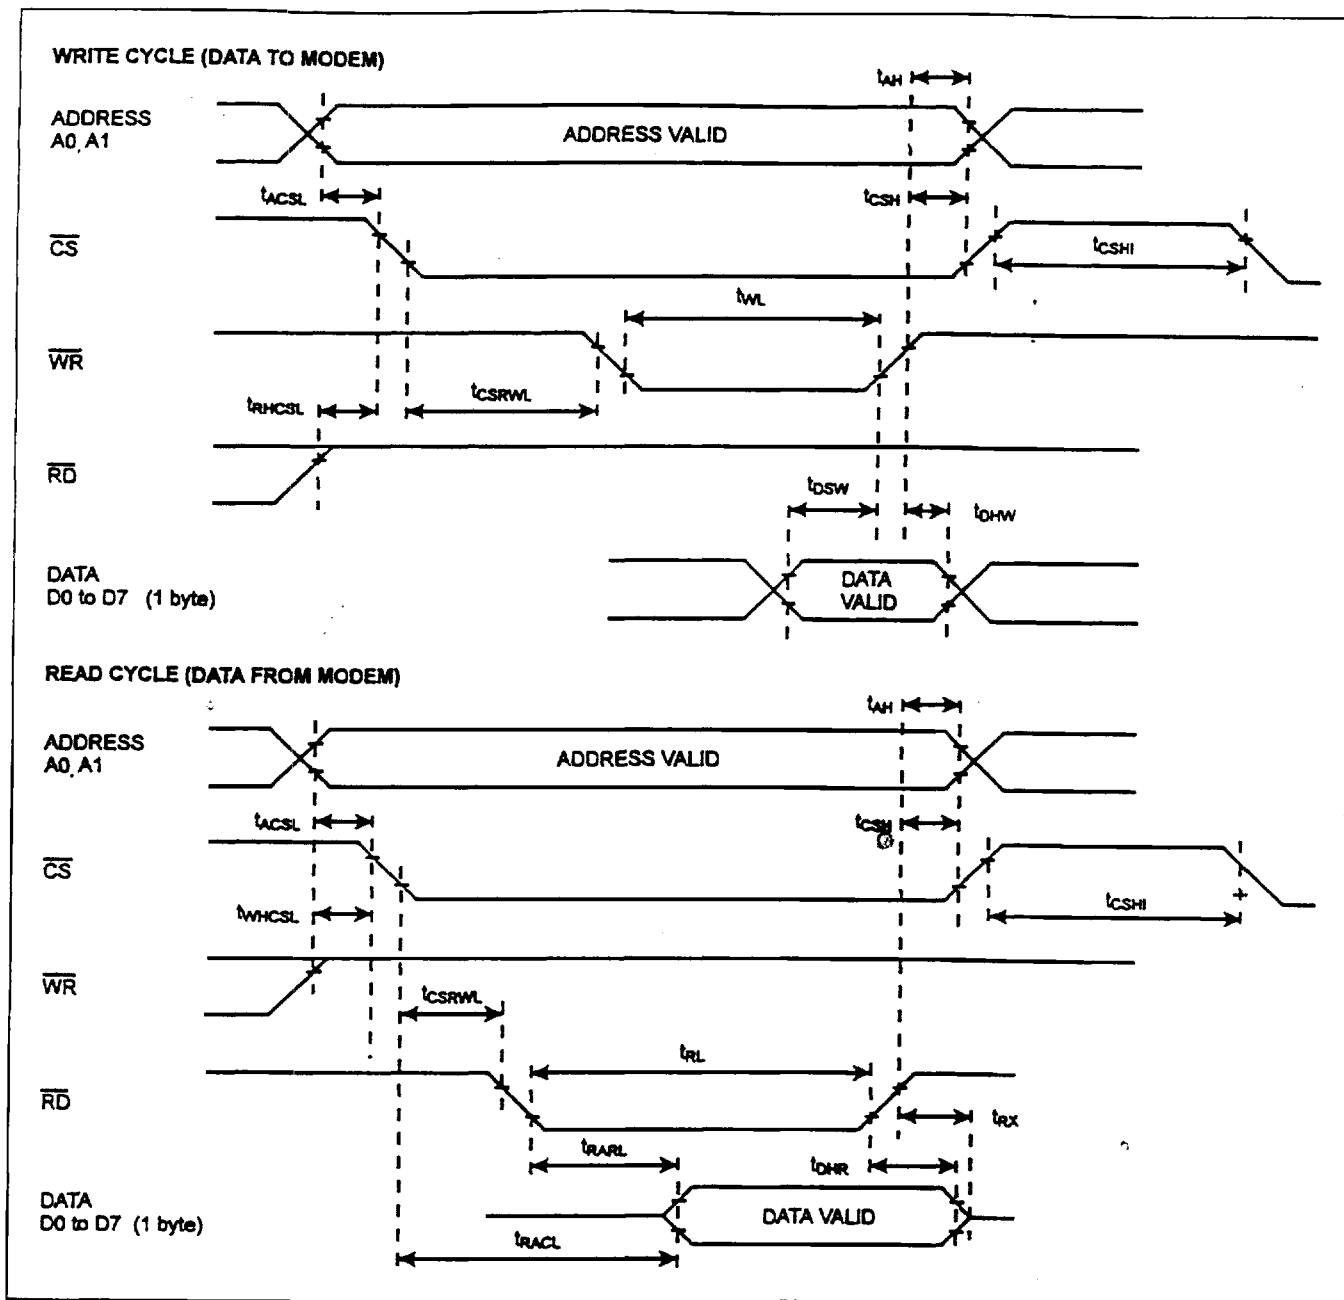 WRITE CYCLE (DATA TO MODEM)
tAH
ADDRESS
A0, A1
ADDRESS VALID
tACSL
tCSH
CS
tCSHI
tWL
WR
tRHCSL
tCSRWL
RD
tDSW
tDHW
DATA
D0 to D7 (1 byte)
DATA
VALID
READ CYCLE (DATA FROM MODEM)
tAH
ADDRESS
A0, A1
ADDRESS VALID
tACSL
tCSH
CS
tWHCSL
tCSHI
WR
tCSRWL
tRL
RD
tRX
tRARL
tDHR
DATA
D0 to D7 (1 byte)
DATA VALID
tRACL